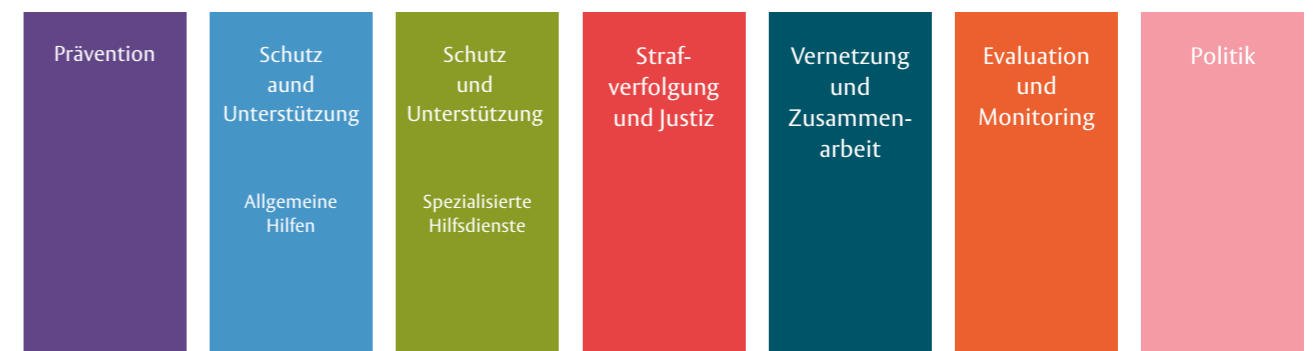 Prävention
Schutz
aund
Unterstützung
Allgemeine
Hilfen
Schutz
und
Unterstützung
Spezialisierte
Hilfsdienste
Straf-
verfolgung
und Justiz
Vernetzung
und
Zusammen-
arbeit
Evaluation
und
Monitoring
Politik